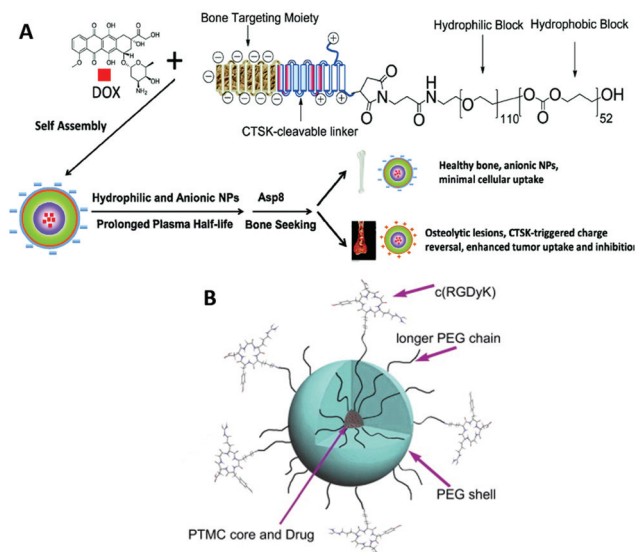 A
Bone Targeting Moiety
Hydrophilic Block
Hydrophobic Block
DOX
CTSK-cleavable linker
110
52
Self Assembly
Hydrophilic and Anionic NPs
Prolonged Plasma Half-life
Asp8
Bone Seeking
Healthy bone, anionic NPs,
minimal cellular uptake
Osteolytic lesions, CTSK-triggered charge
reversal, enhanced tumor uptake and inhibition
B
c(RGDyK)
longer PEG chain
PEG shell
PTMC core and Drug